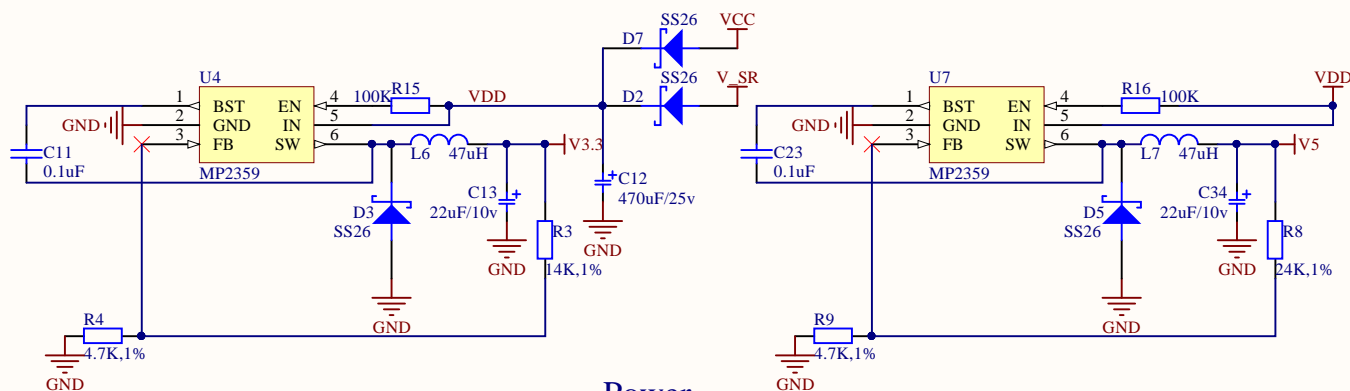 SS26
VCC
D7
SS26
V_SR
D2
U4
1
BST
EN
4
R15
100K
VDD
GND
2
GND
IN
5
3
FB
SW
6
MP2359
C11
0.1uF
L6
47uH
V3.3
C13
22uF/10v
GND
C12
470uF/25v
GND
D3
SS26
GND
R3
14K,1%
R4
4.7K,1%
GND
U7
1
BST
EN
4
R16
100K
VDD
GND
2
GND
IN
5
3
FB
SW
6
MP2359
C23
0.1uF
L7
47uH
V5
C34
22uF/10v
GND
D5
SS26
GND
R8
24K,1%
R9
4.7K,1%
GND
Power